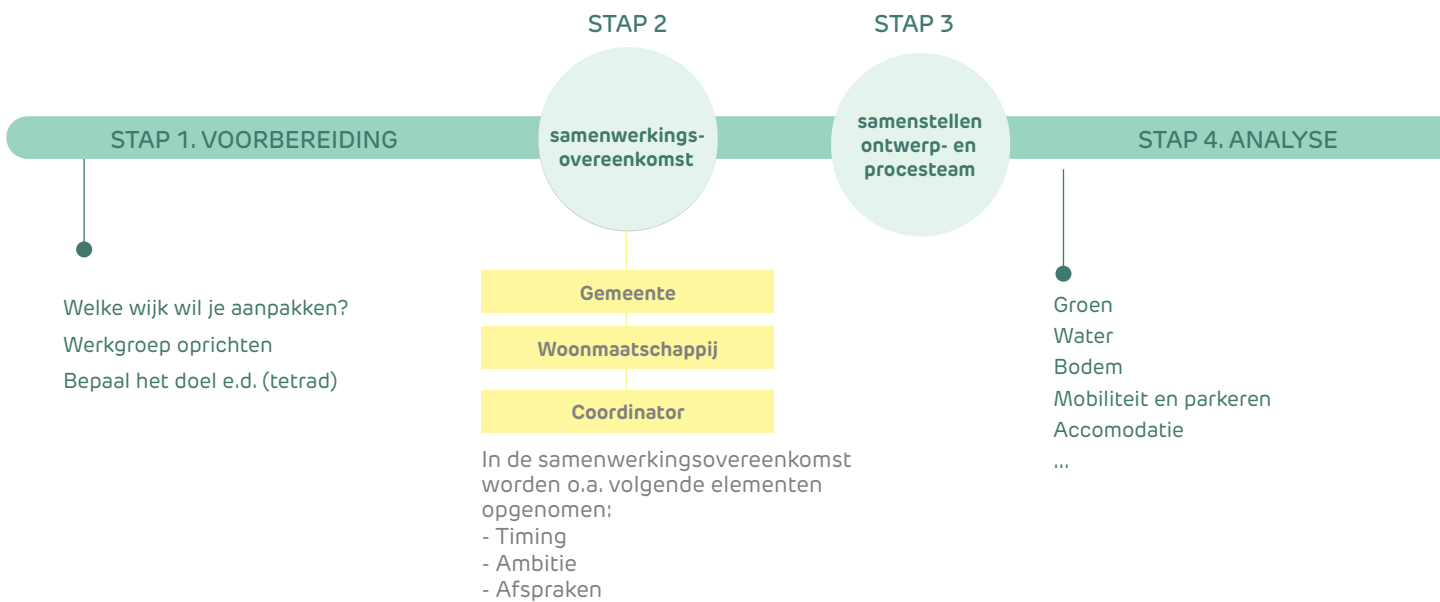 STAP 2
STAP 3
STAP 1. VOORBEREIDING
samenwerkings-
overeenkomst
samenstellen
ontwerp- en
procesteam
STAP 4. ANALYSE
Welke wijk wil je aanpakken?
Werkgroep oprichten
Bepaal het doel e.d. (tetrad)
Gemeente
Woonmaatschappij
Coordinator
In de samenwerkingsovereenkomst
worden o.a. volgende elementen
opgenomen:
- Timing
- Ambitie
- Afspraken
Groen
Water
Bodem
Mobiliteit en parkeren
Accomodatie
...